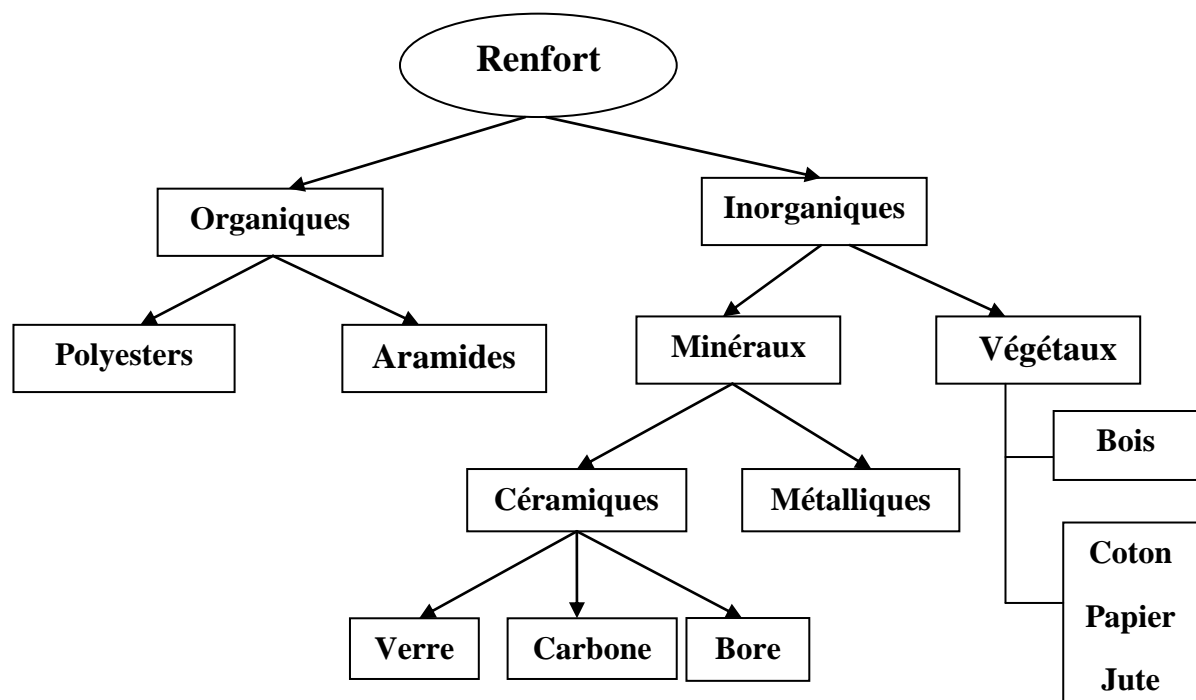 Renfort
Organiques
Inorganiques
Polyesters
Aramides
Minéraux
Végétaux
Bois
Céramiques
Métalliques
Coton
Papier
Jute
Verre
Carbone
Bore